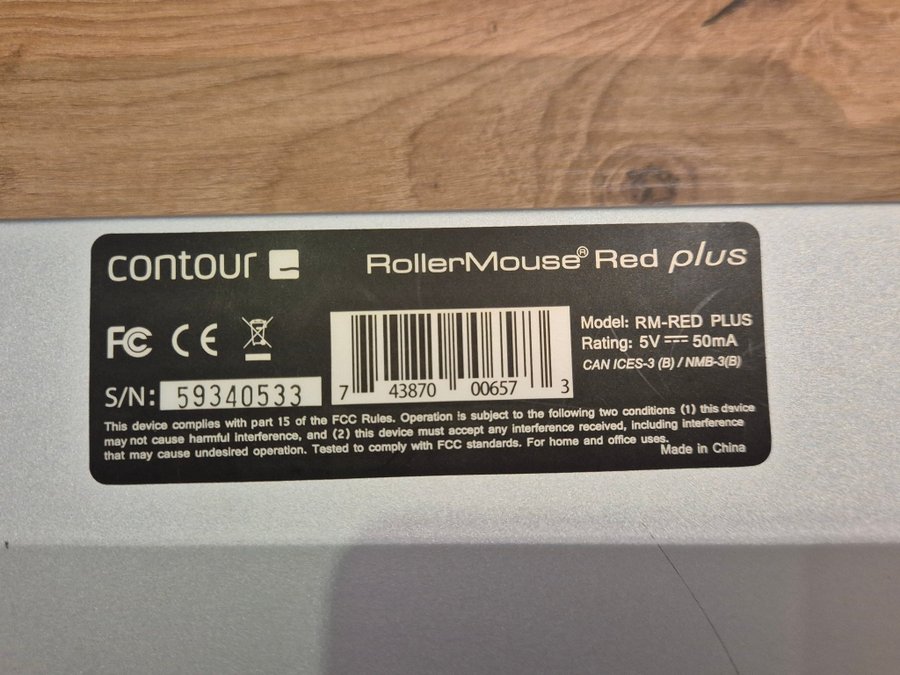 contour
RollerMouse® Red plus
FC CE
Model: RM-RED PLUS
Rating: 5V ⎓ 50mA
CAN ICES-3 (B) / NMB-3(B)
S/N: 59340533
7 43870 00657 3
This device complies with part 15 of the FCC Rules. Operation is subject to the following two conditions (1) this device
may not cause harmful interference, and (2) this device must accept any interference received, including interference
that may cause undesired operation. Tested to comply with FCC standards. For home and office uses.
Made in China